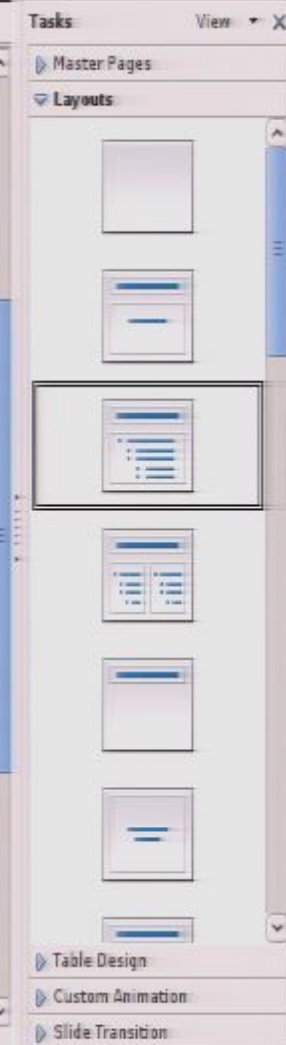 Tasks View
Master Pages
Layouts
Table Design
Custom Animation
Slide Transition